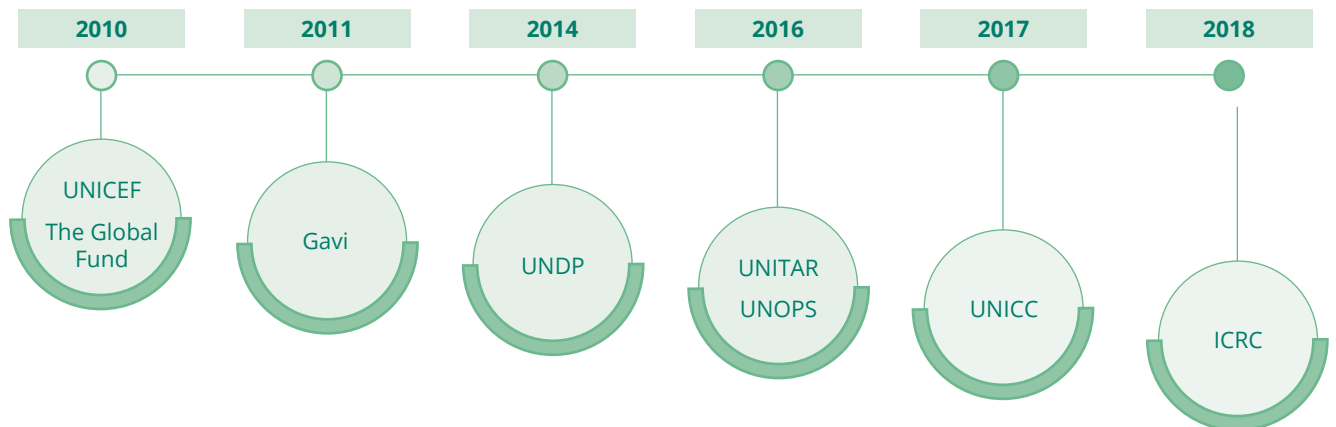 2010
2011
2014
2016
2017
2018
UNICEF
The Global
Fund
Gavi
UNDP
UNITAR
UNOPS
UNICC
ICRC